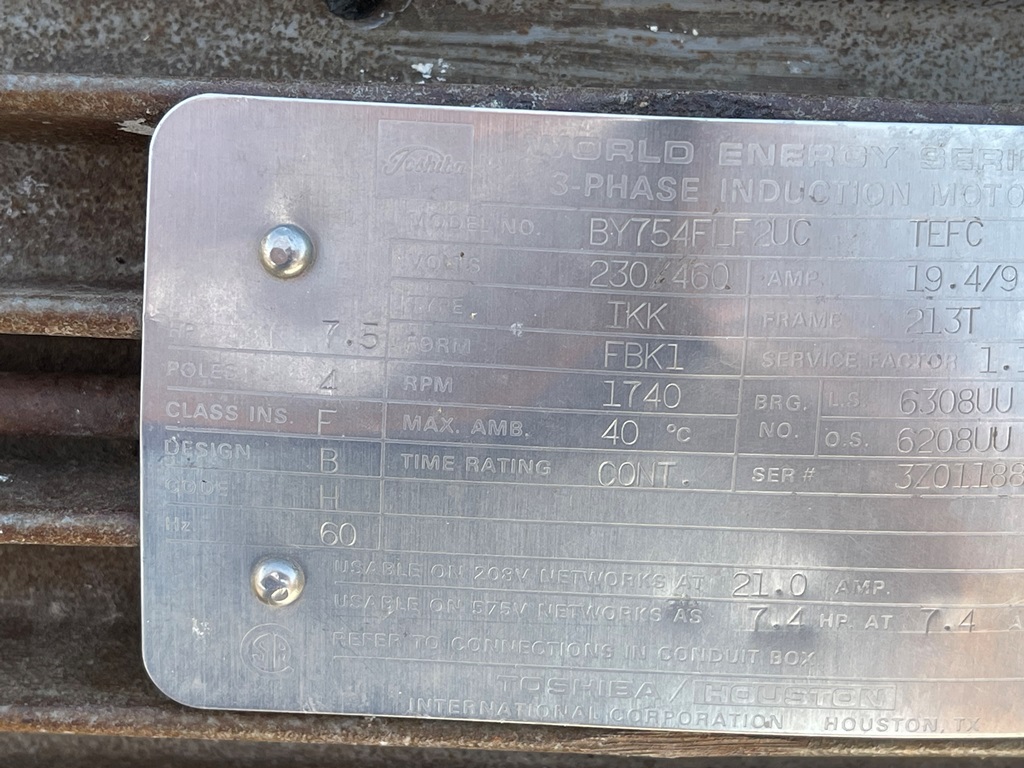 Toshiba
WORLD ENERGY SERI
3-PHASE INDUCTION MOTO
MODEL NO. BY754F1F2UC TEFC
VOLTS 230/460 AMP. 19.4/9
TYPE IKK FRAME 213T
7.5 FORM FBK1 SERVICE FACTOR 1.1
POLES 4 RPM 1740 BRG. NO. L.S. 6308UU
CLASS INS. F MAX. AMB. 40 °C O.S. 6208UU
DESIGN B TIME RATING CONT. SER # 3Z01188
CODE H
Hz 60
USABLE ON 208V NETWORKS AT 21.0 AMP.
USABLE ON 575V NETWORKS AS 7.4 HP. AT 7.4 A
REFER TO CONNECTIONS IN CONDUIT BOX
TOSHIBA/HOUSTON
INTERNATIONAL CORPORATION HOUSTON, TX